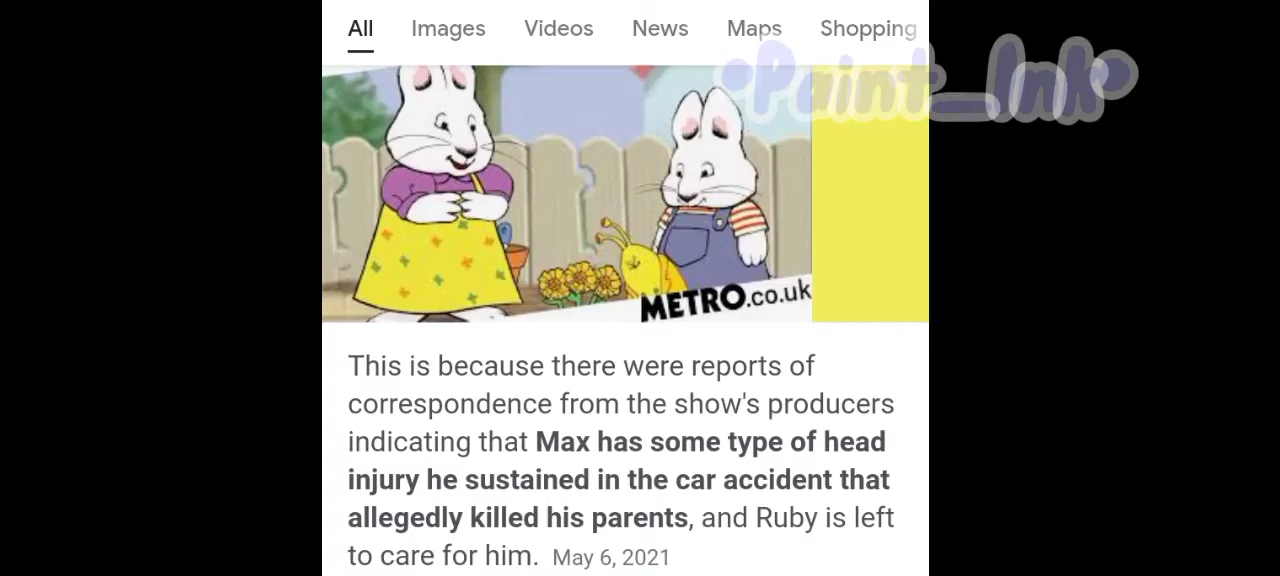 All Images Videos News Maps Shopping
•Paint_Ink•
METRO.co.uk
This is because there were reports of
correspondence from the show's producers
indicating that Max has some type of head
injury he sustained in the car accident that
allegedly killed his parents, and Ruby is left
to care for him. May 6, 2021